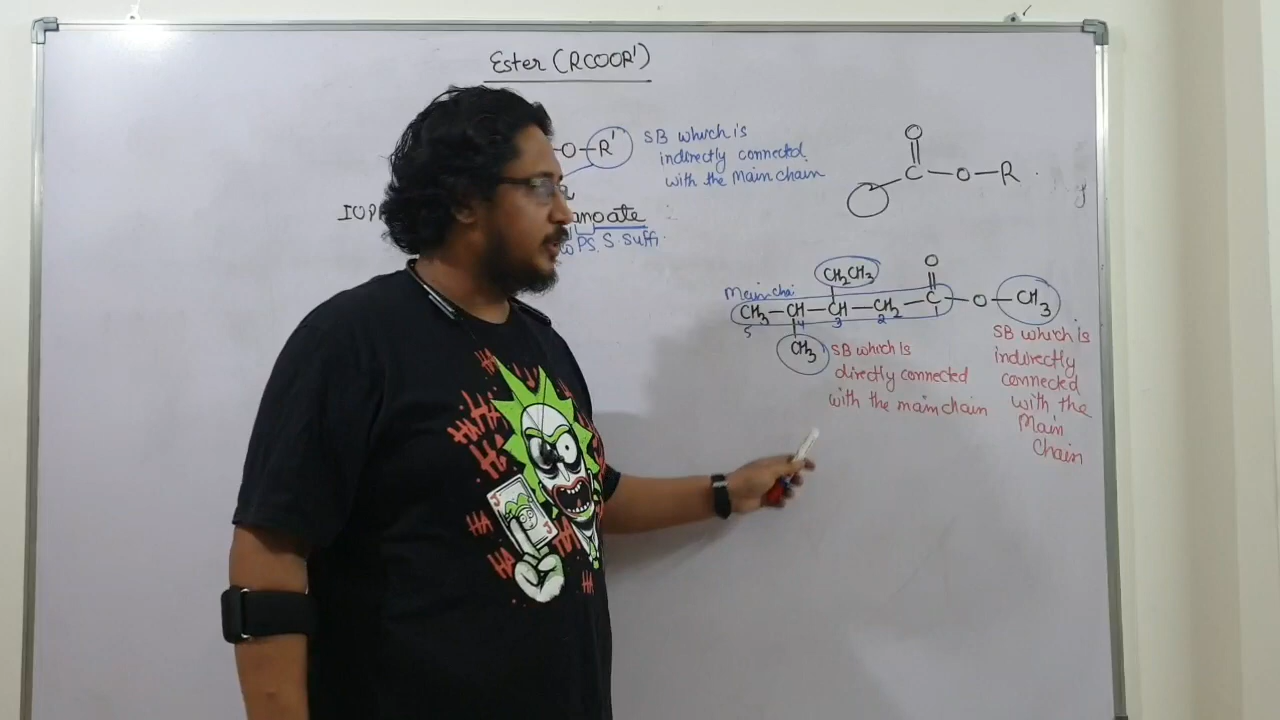 Ester (RCOOR')
-O-R'
SB which is
indirectly connected
with the Main chain
O
C-O-R
anoate
PS. S. Suffi.
O
CH2CH3
Main chai
CH3-CH-CH-CH2-C-O-CH3
5 4 3 2 1
CH3
SB which is
directly connected
with the main chain
SB which is
indirectly
connected
with the
Main
Chain
HA
HA
HA
HA
HA
J
J